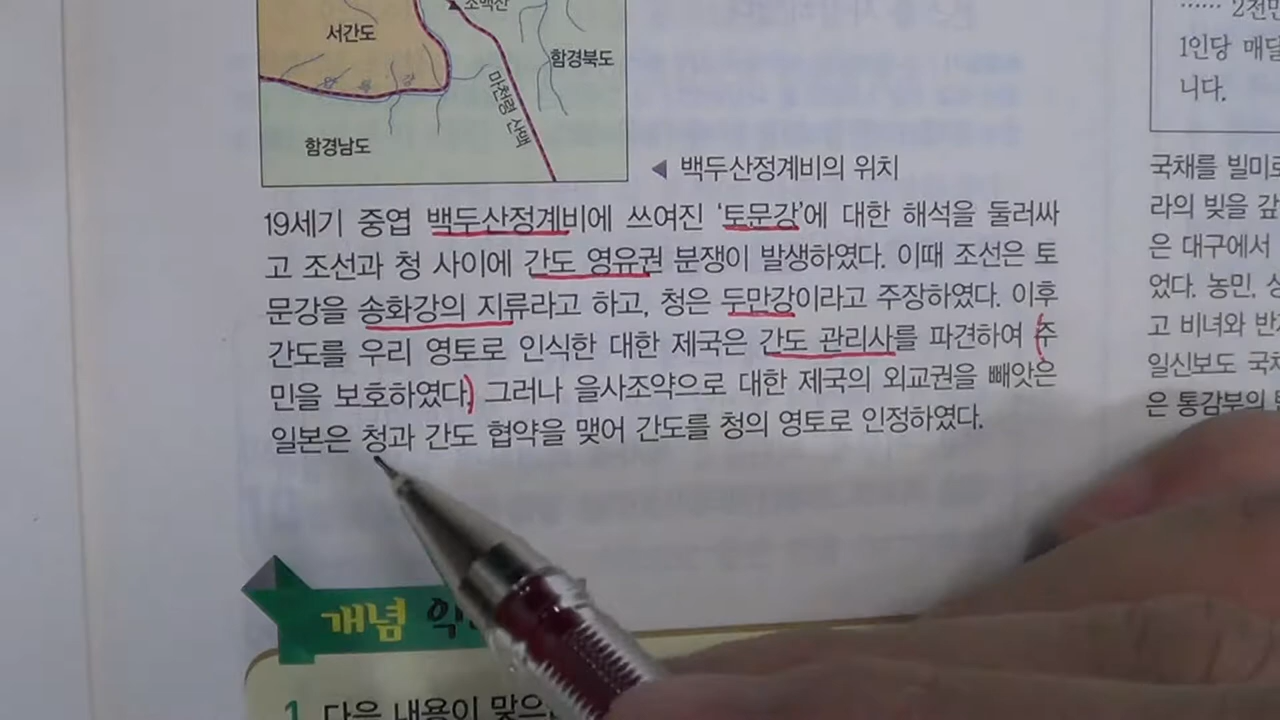 소백산
서간도
함경북도
압 록 강
마천령 산맥
함경남도
◀ 백두산정계비의 위치
19세기 중엽 백두산정계비에 쓰여진 ‘토문강’에 대한 해석을 둘러싸
고 조선과 청 사이에 간도 영유권 분쟁이 발생하였다. 이때 조선은 토
문강을 송화강의 지류라고 하고, 청은 두만강이라고 주장하였다. 이후
간도를 우리 영토로 인식한 대한 제국은 간도 관리사를 파견하여 (주
민을 보호하였다.) 그러나 을사조약으로 대한 제국의 외교권을 빼앗은
일본은 청과 간도 협약을 맺어 간도를 청의 영토로 인정하였다.
개념
1 다음 내용이
…… 2천만
1인당 매달
니다.
국채를 빌미로
라의 빚을 갚
은 대구에서
었다. 농민,
고 비녀와 반
일신보도 국채
은 통감부의